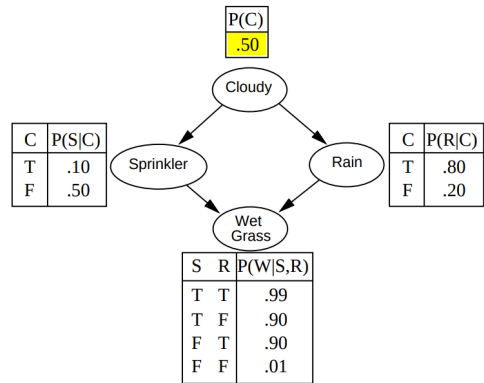 P(C)
.50
Cloudy
C P(S|C)
T .10
F .50
Sprinkler
Rain
C P(R|C)
T .80
F .20
Wet
Grass
S R P(W|S,R)
T T .99
T F .90
F T .90
F F .01